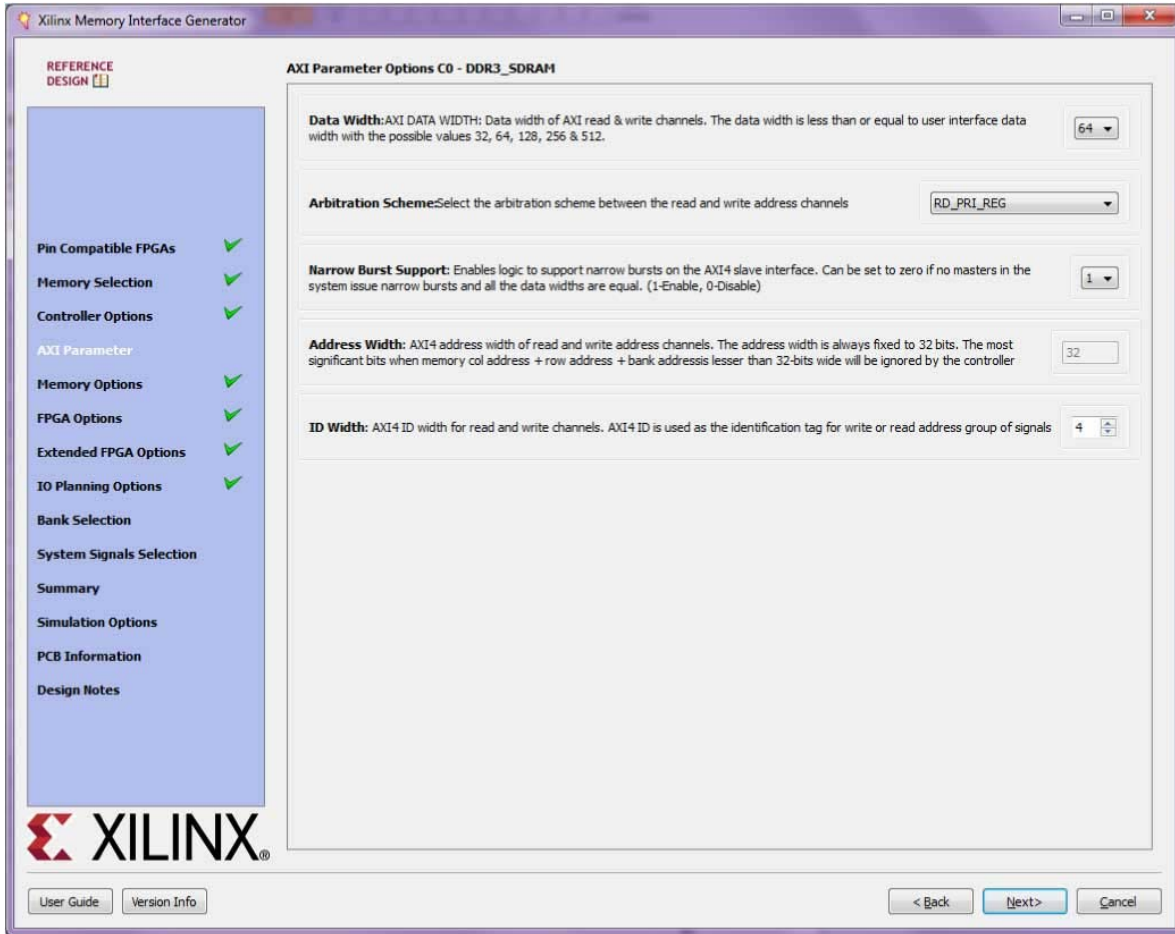 Xilinx Memory Interface Generator
REFERENCE
DESIGN
AXI Parameter Options C0 - DDR3_SDRAM
Data Width:AXI DATA WIDTH: Data width of AXI read & write channels. The data width is less than or equal to user interface data
width with the possible values 32, 64, 128, 256 & 512.
64
Arbitration Scheme:Select the arbitration scheme between the read and write address channels
RD_PRI_REG
Narrow Burst Support: Enables logic to support narrow bursts on the AXI4 slave interface. Can be set to zero if no masters in the
system issue narrow bursts and all the data widths are equal. (1-Enable, 0-Disable)
1
Address Width: AXI4 address width of read and write address channels. The address width is always fixed to 32 bits. The most
significant bits when memory col address + row address + bank addressis lesser than 32-bits wide will be ignored by the controller
32
ID Width: AXI4 ID width for read and write channels. AXI4 ID is used as the identification tag for write or read address group of signals
4
Pin Compatible FPGAs
Memory Selection
Controller Options
AXI Parameter
Memory Options
FPGA Options
Extended FPGA Options
IO Planning Options
Bank Selection
System Signals Selection
Summary
Simulation Options
PCB Information
Design Notes
XILINX®
User Guide
Version Info
< Back
Next>
Cancel